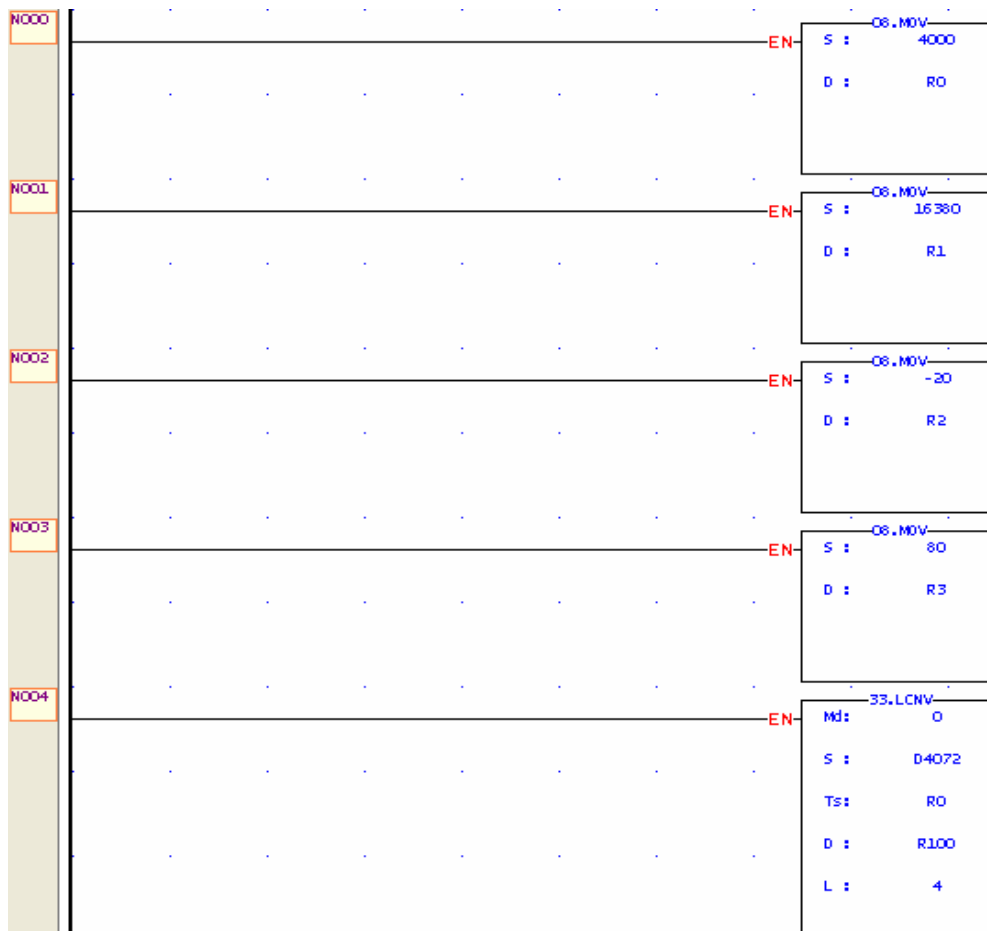 N000
08.MOV
EN
S : 4000
D : R0
N001
08.MOV
EN
S : 16380
D : R1
N002
08.MOV
EN
S : -20
D : R2
N003
08.MOV
EN
S : 80
D : R3
N004
33.LCNV
EN
Md: 0
S : D4072
Ts: R0
D : R100
L : 4